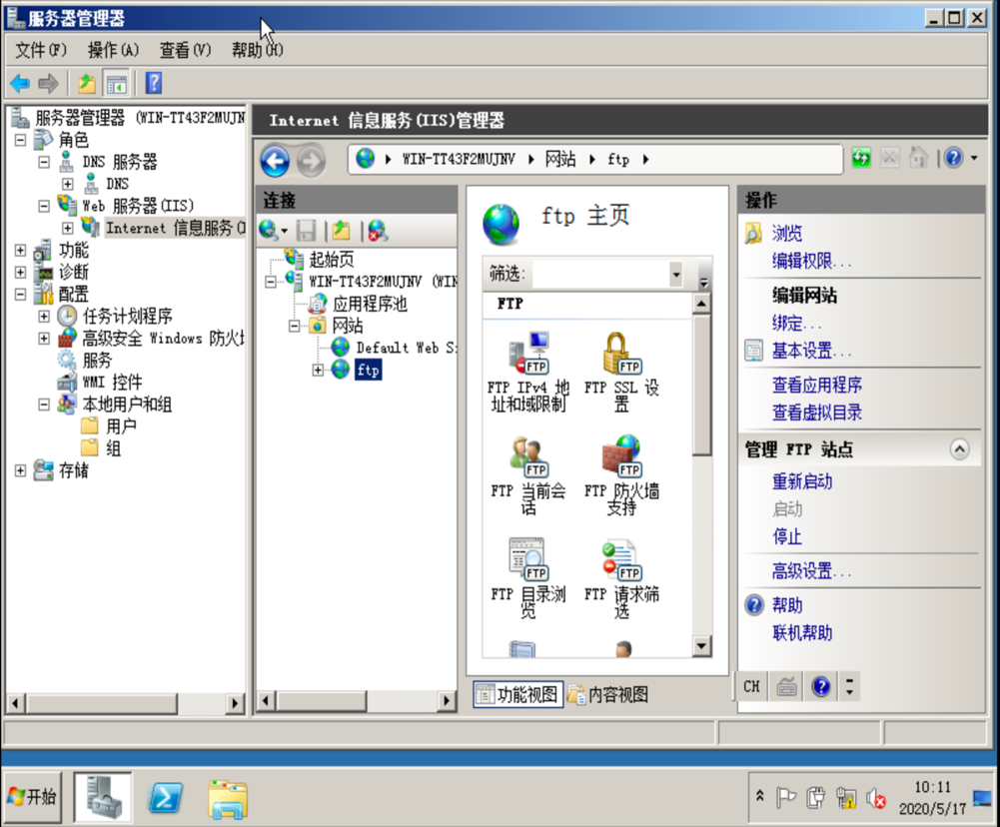 服务器管理器
文件(F) 操作(A) 查看(V) 帮助(H)
服务器管理器 (WIN-TT43F2MUJN
角色
DNS 服务器
DNS
Web 服务器(IIS)
Internet 信息服务(I
功能
诊断
配置
任务计划程序
高级安全 Windows 防火墙
服务
WMI 控件
本地用户和组
用户
组
存储
Internet 信息服务(IIS)管理器
WIN-TT43F2MUJNV 网站 ftp
连接
起始页
WIN-TT43F2MUJNV (WIN
应用程序池
网站
Default Web Si
ftp
ftp 主页
筛选:
FTP
FTP
FTP IPv4 地
址和域限制
FTP
FTP SSL 设
置
FTP
FTP 当前会
话
FTP
FTP 防火墙
支持
FTP
FTP 目录浏
览
FTP
FTP 请求筛
选
功能视图 内容视图
操作
浏览
编辑权限...
编辑网站
绑定...
基本设置...
查看应用程序
查看虚拟目录
管理 FTP 站点
重新启动
启动
停止
高级设置...
帮助
联机帮助
CH
开始
10:11
2020/5/17